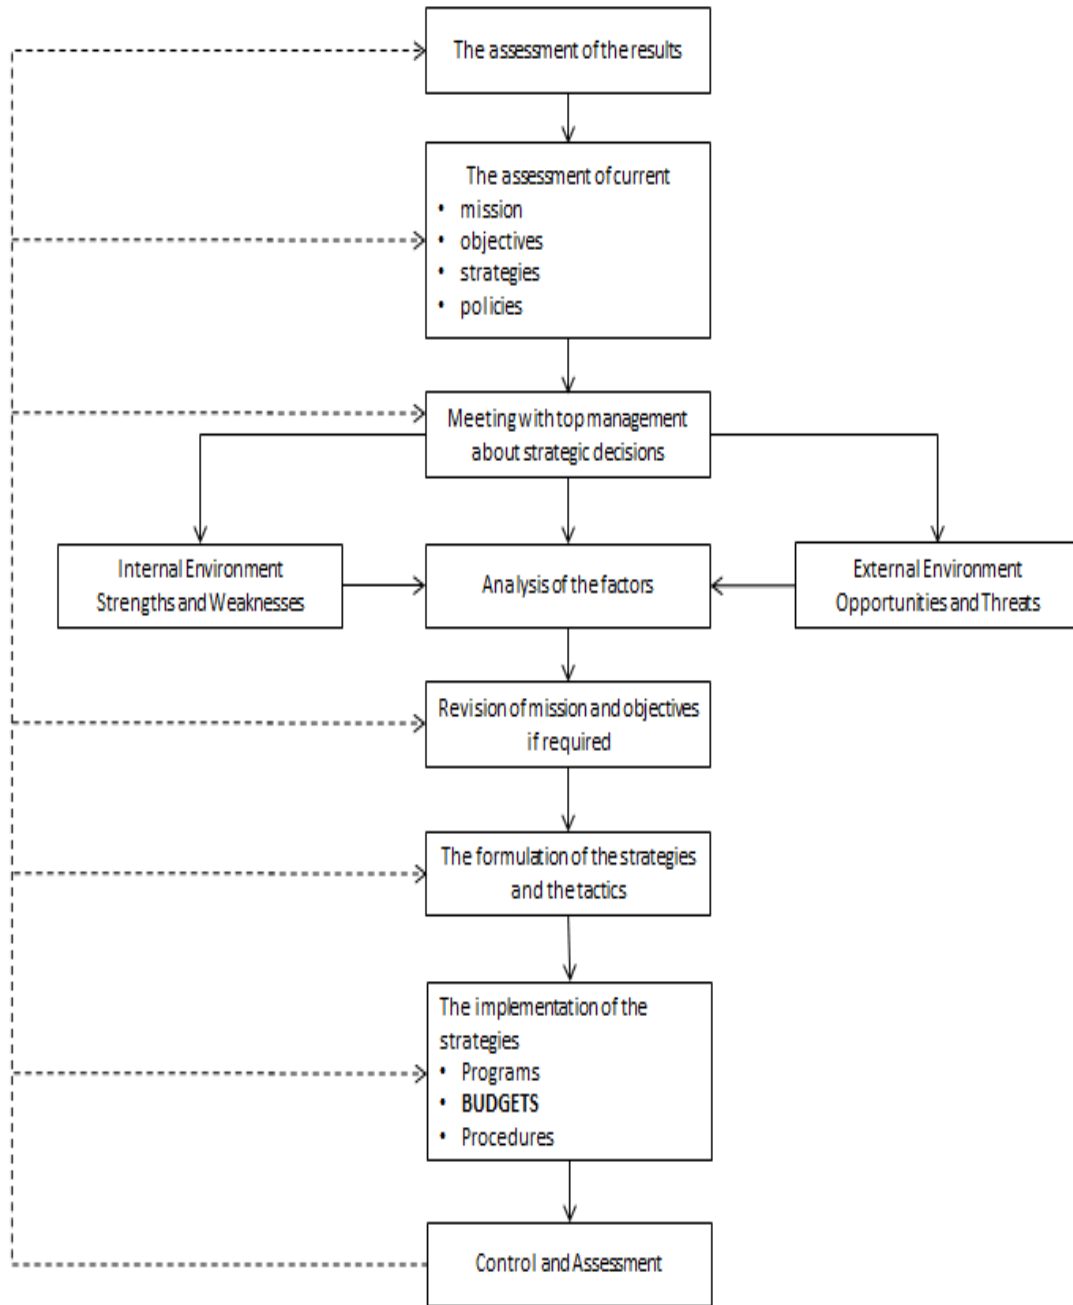 The assessment of the results
The assessment of current
• mission
• objectives
• strategies
• policies
Meeting with top management
about strategic decisions
Internal Environment
Strengths and Weaknesses
Analysis of the factors
External Environment
Opportunities and Threats
Revision of mission and objectives
if required
The formulation of the strategies
and the tactics
The implementation of the
strategies
• Programs
• BUDGETS
• Procedures
Control and Assessment